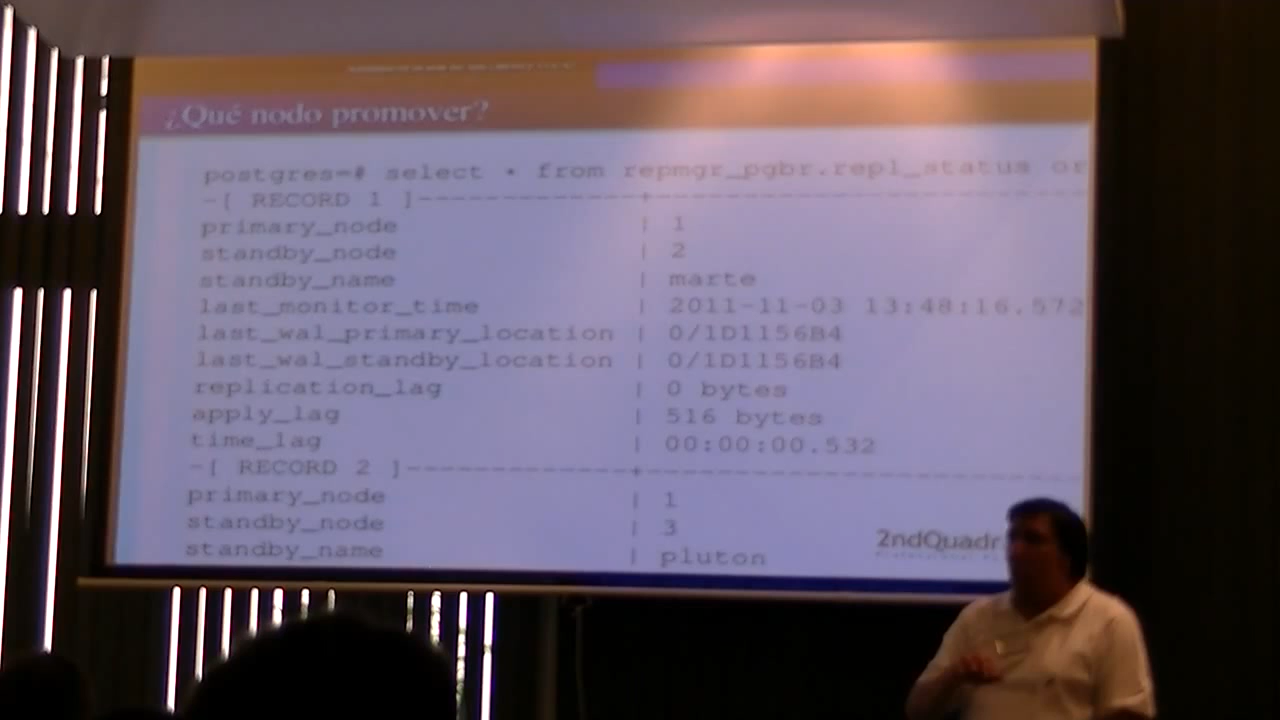 ¿Qué nodo promover?
postgres=# select * from repmgr_pgbr.repl_status or
-[ RECORD 1 ]----------------+----------------------------
primary_node | 1
standby_node | 2
standby_name | marte
last_monitor_time | 2011-11-03 13:48:16.572
last_wal_primary_location | 0/1D1156B4
last_wal_standby_location | 0/1D1156B4
replication_lag | 0 bytes
apply_lag | 516 bytes
time_lag | 00:00:00.532
-[ RECORD 2 ]----------------+----------------------------
primary_node | 1
standby_node | 3
standby_name | pluton
2ndQuadr